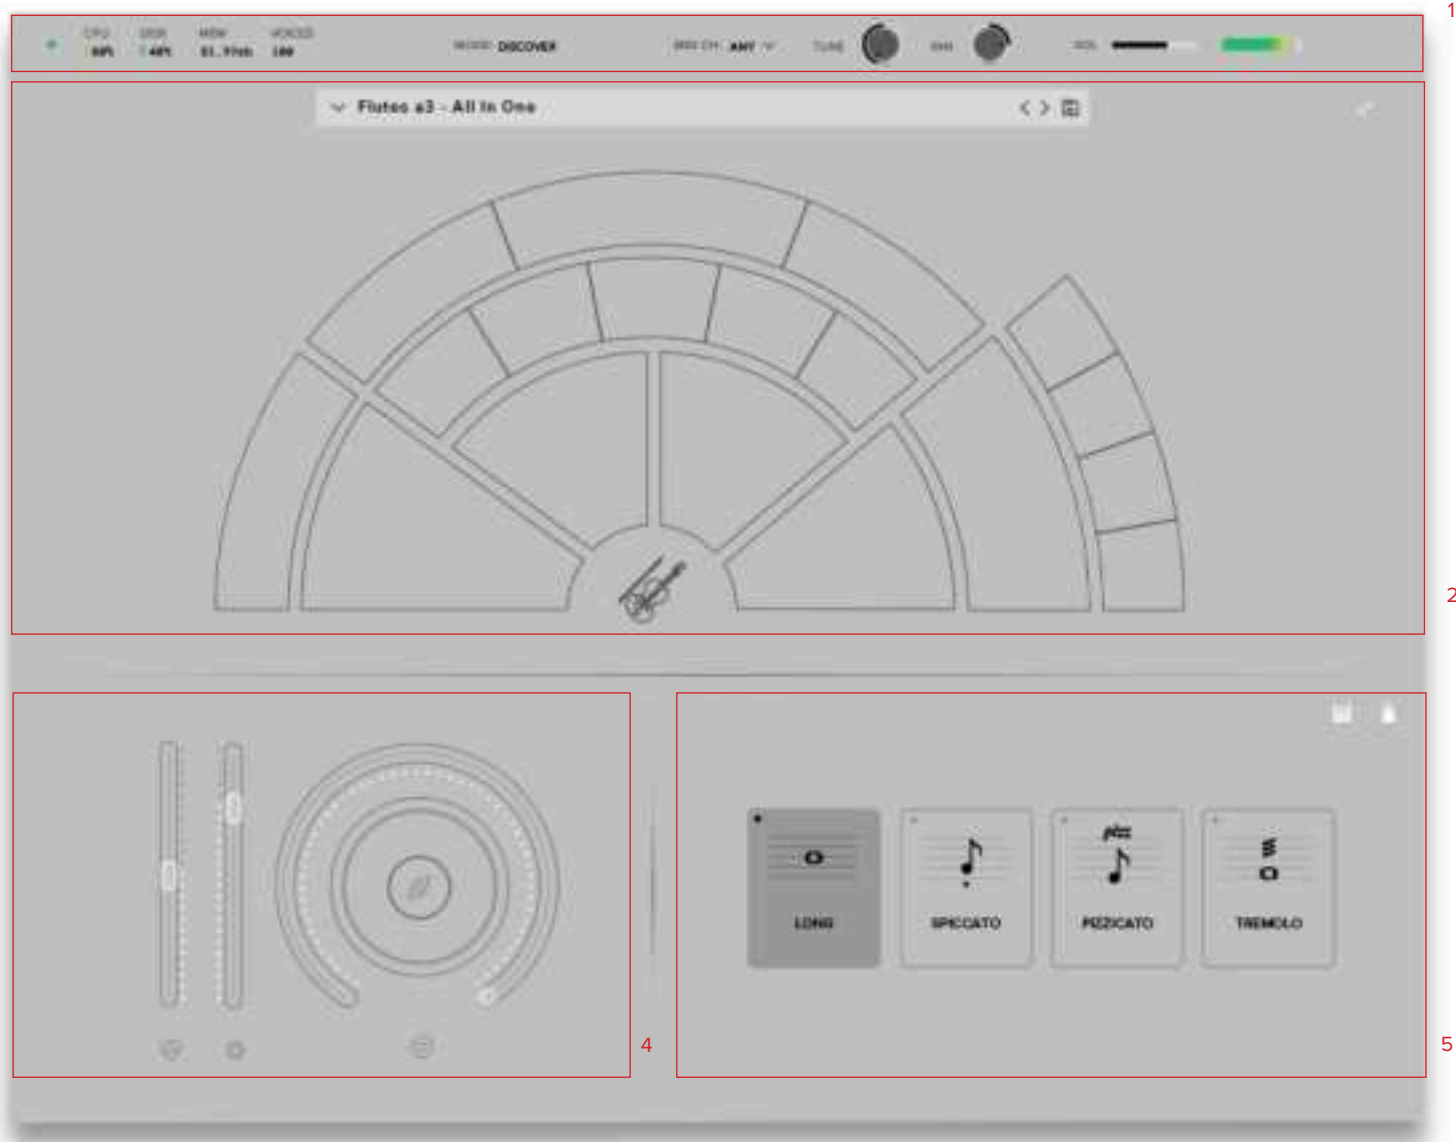 1
CPU DISK MEM VOICES
MODE: DISCOVER
MIDI CH: ANY
TUNE
PAN
VOL
Flutes a3 - All In One
2
LONG
SPICCATO
pizz
PIZZICATO
TREMOLO
4
5